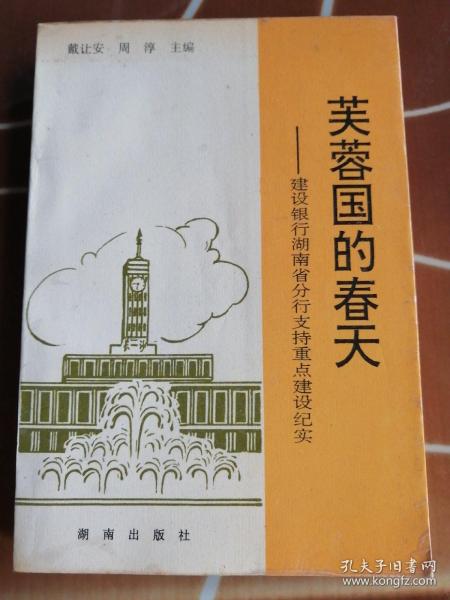 戴让安 周淳 主编
芙蓉国的春天
——建设银行湖南省分行支持重点建设纪实
长沙
湖南出版社
孔夫子旧书网
www.kongfz.com